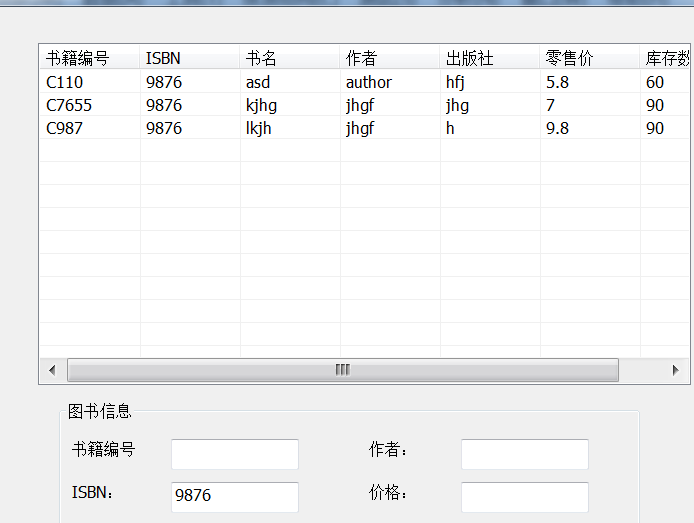 书籍编号 ISBN 书名 作者 出版社 零售价 库存数
C110 9876 asd author hfj 5.8 60
C7655 9876 kjhg jhgf jhg 7 90
C987 9876 lkjh jhgf h 9.8 90
图书信息
书籍编号 作者：
ISBN： 9876 价格：